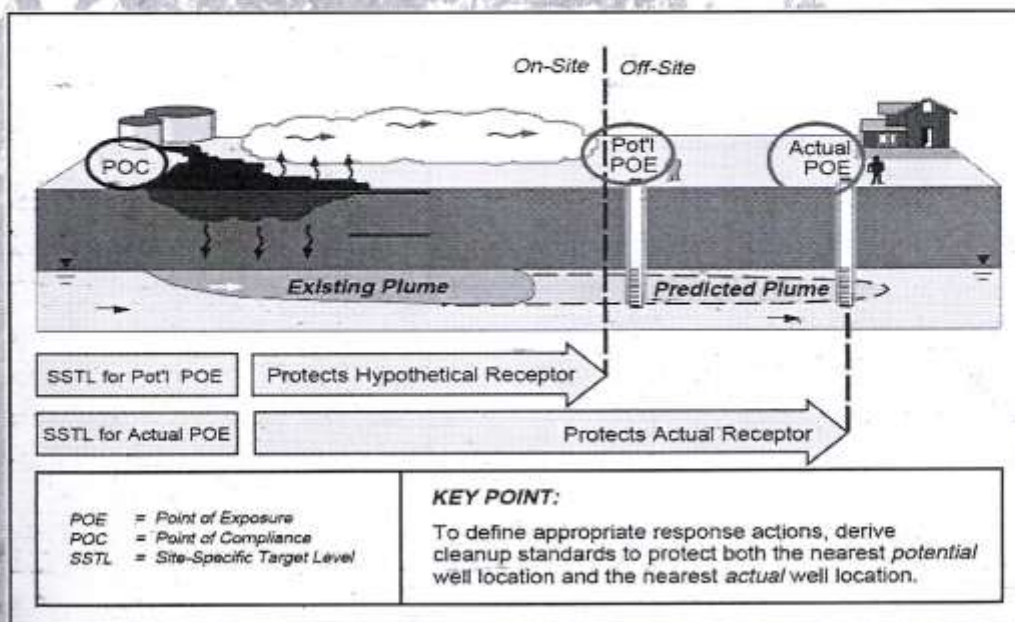 On-Site Off-Site
POC
Pot'l
POE
Actual
POE
Existing Plume
Predicted Plume
SSTL for Pot'l POE
Protects Hypothetical Receptor
SSTL for Actual POE
Protects Actual Receptor
POE = Point of Exposure
POC = Point of Compliance
SSTL = Site-Specific Target Level
KEY POINT:
To define appropriate response actions, derive
cleanup standards to protect both the nearest potential
well location and the nearest actual well location.